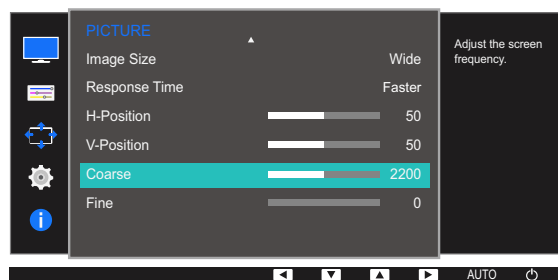 PICTURE
Image Size Wide
Response Time Faster
H-Position 50
V-Position 50
Coarse 2200
Fine 0
Adjust the screen
frequency.
AUTO